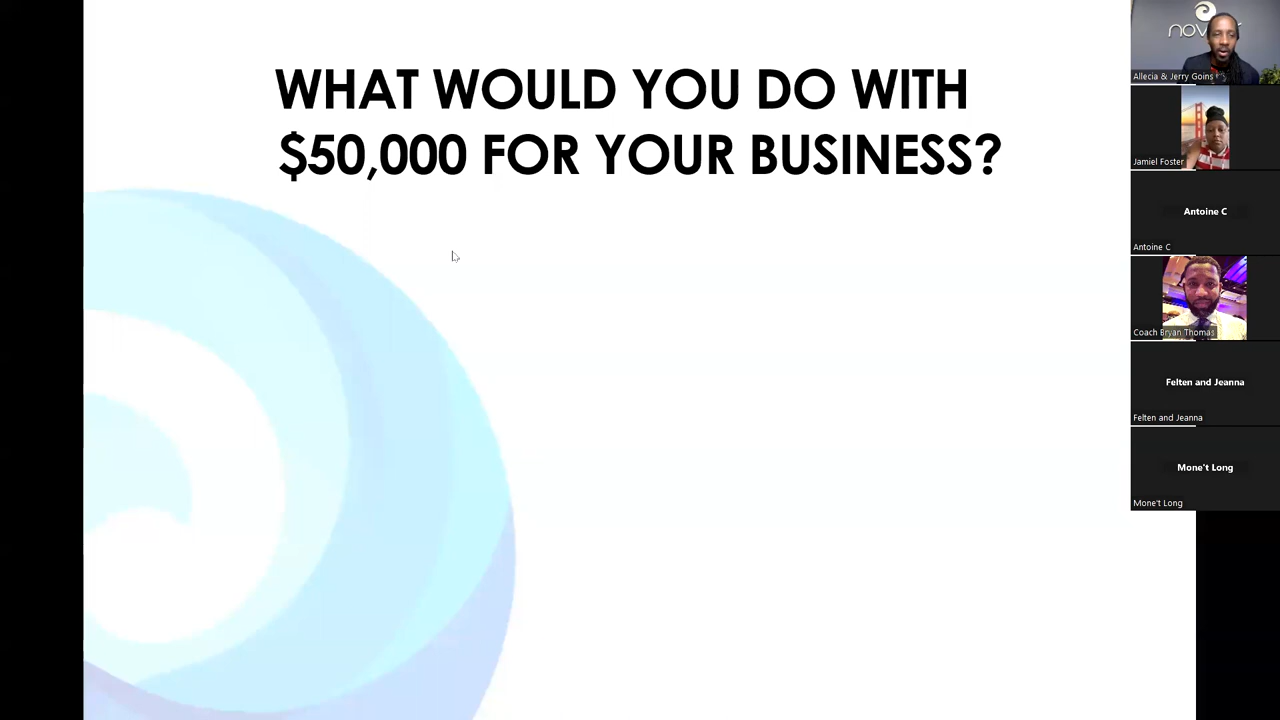 WHAT WOULD YOU DO WITH
$50,000 FOR YOUR BUSINESS?
Allecia & Jerry Goins
Jamiel Foster
Antoine C
Antoine C
Coach Bryan Thomas
Felten and Jeanna
Felten and Jeanna
Mone't Long
Mone't Long